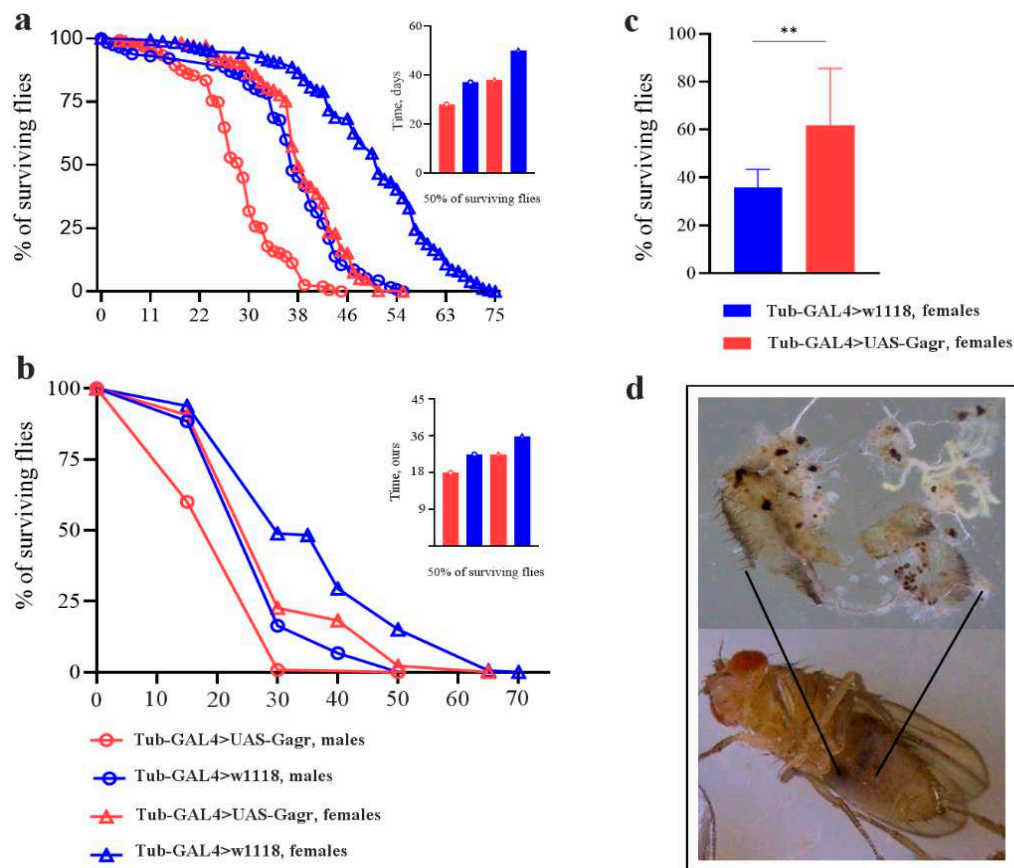 a
% of surviving flies
100
75
50
25
0
0 11 22 30 38 46 54 63 75
Time, days
60
40
20
0
50% of surviving flies
b
% of surviving flies
100
75
50
25
0
0 10 20 30 40 50 60 70
Time, ours
45
36
18
9
50% of surviving flies
Tub-GAL4>UAS-Gagr, males
Tub-GAL4>w1118, males
Tub-GAL4>UAS-Gagr, females
Tub-GAL4>w1118, females
c
% of surviving flies
100
80
60
40
20
0
**
Tub-GAL4>w1118, females
Tub-GAL4>UAS-Gagr, females
d